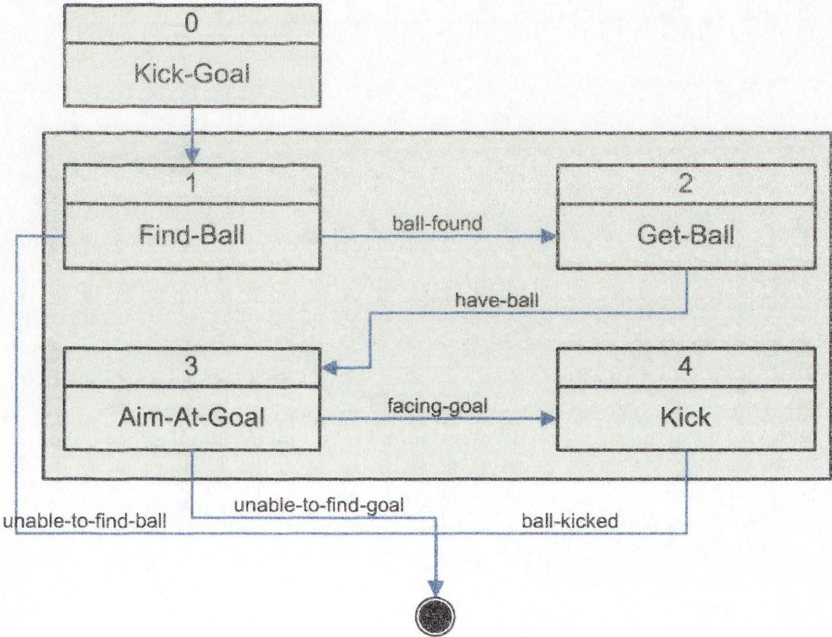 0
Kick-Goal
1
Find-Ball
ball-found
2
Get-Ball
have-ball
3
Aim-At-Goal
facing-goal
4
Kick
unable-to-find-ball
unable-to-find-goal
ball-kicked